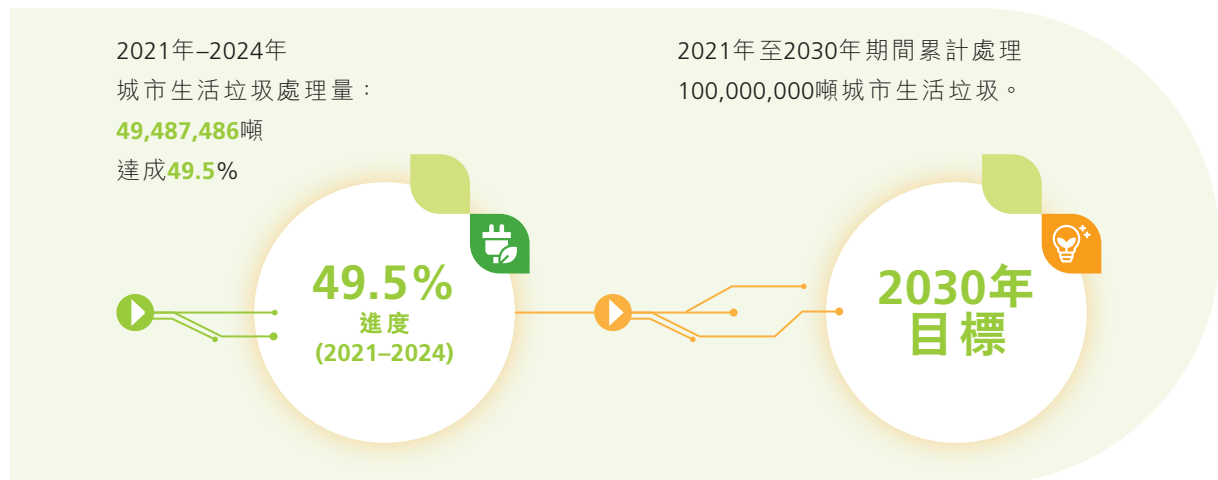 2021年–2024年
城市生活垃圾處理量：
49,487,486噸
達成49.5%
2021年至2030年期間累計處理
100,000,000噸城市生活垃圾。
49.5%
進度
(2021–2024)
2030年
目標